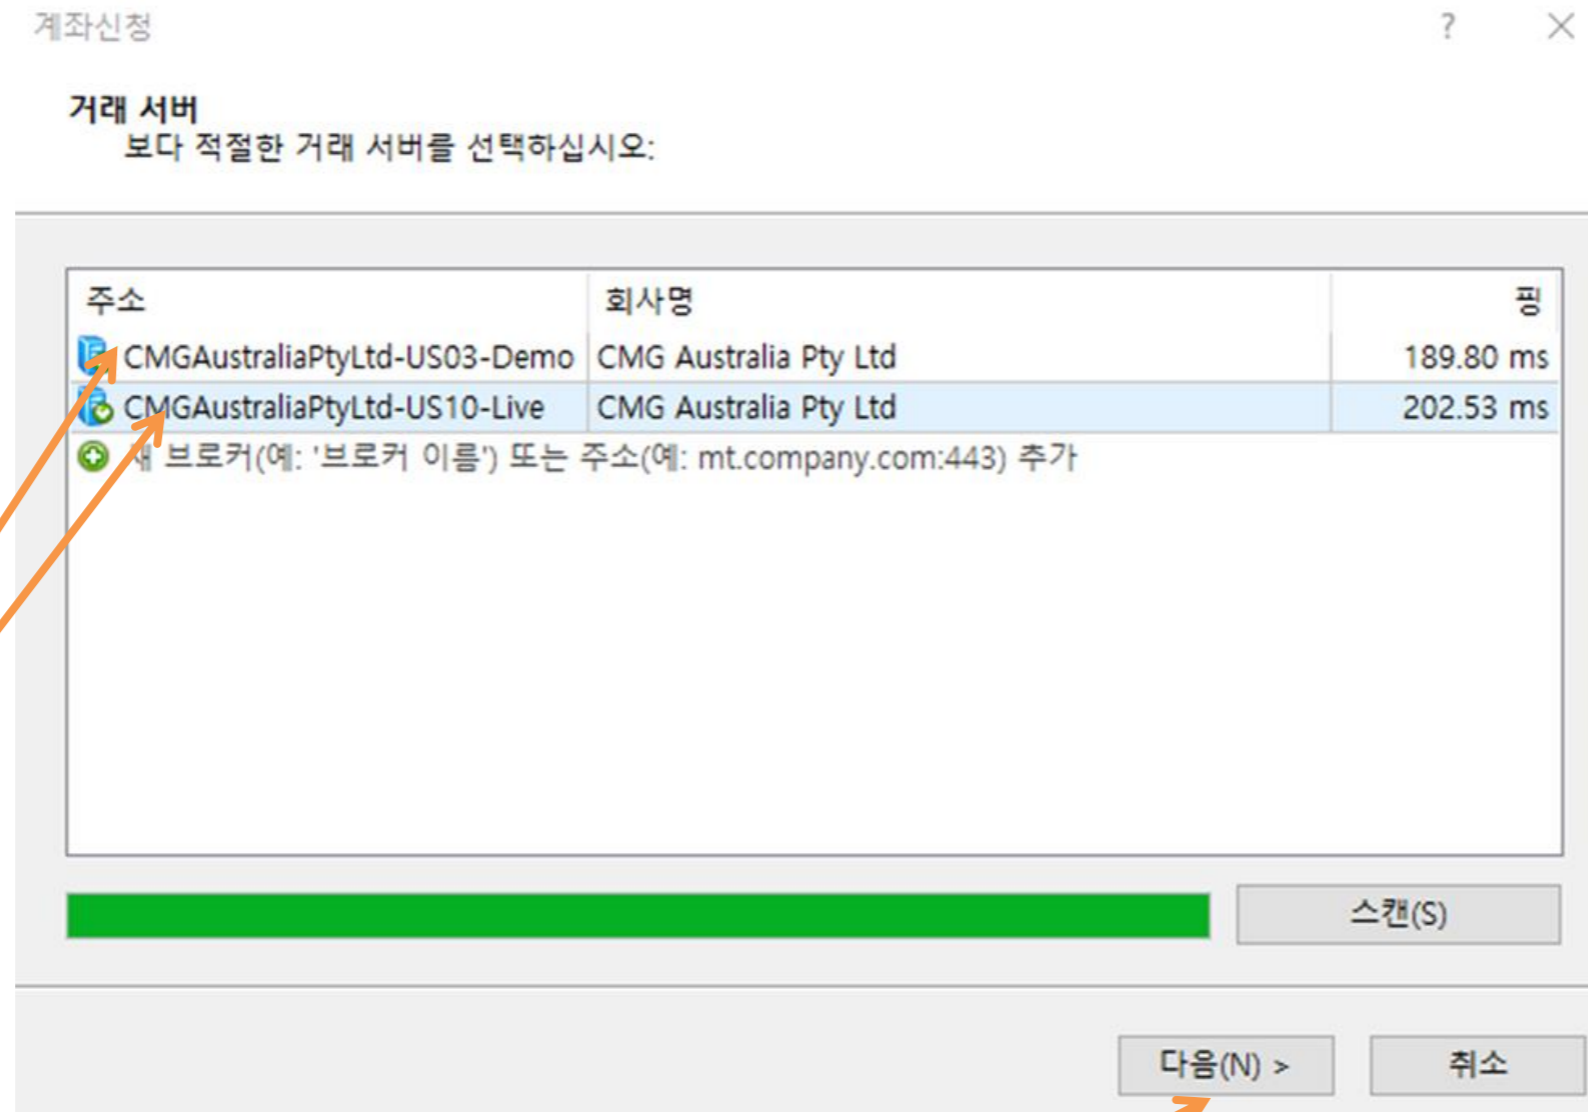 계좌신청 ?
거래 서버
보다 적절한 거래 서버를 선택하십시오:
주소 회사명 핑
CMGAustraliaPtyLtd-US03-Demo CMG Australia Pty Ltd 189.80 ms
CMGAustraliaPtyLtd-US10-Live CMG Australia Pty Ltd 202.53 ms
새 브로커(예: '브로커 이름') 또는 주소(예: mt.company.com:443) 추가
스캔(S)
다음(N) > 취소